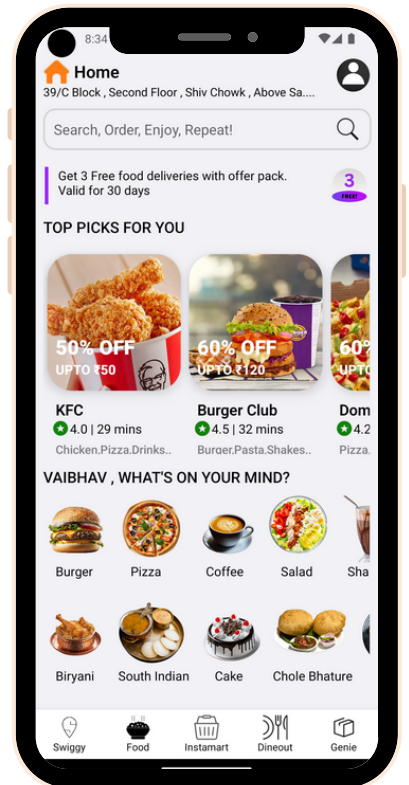 8:34
Home
39/C Block , Second Floor , Shiv Chowk , Above Sa....
Search, Order, Enjoy, Repeat!
Get 3 Free food deliveries with offer pack.
Valid for 30 days
3
FREE!
TOP PICKS FOR YOU
50% OFF 60% OFF 60%
UPTO ₹50 UPTO ₹120 UPTO
KFC
KFC Burger Club Dom
4.0 | 29 mins 4.5 | 32 mins 4.2
Chicken,Pizza,Drinks.. Burger,Pasta,Shakes.. Pizza,
VAIBHAV , WHAT'S ON YOUR MIND?
Burger Pizza Coffee Salad Sha
Biryani South Indian Cake Chole Bhature
Swiggy Food Instamart Dineout Genie